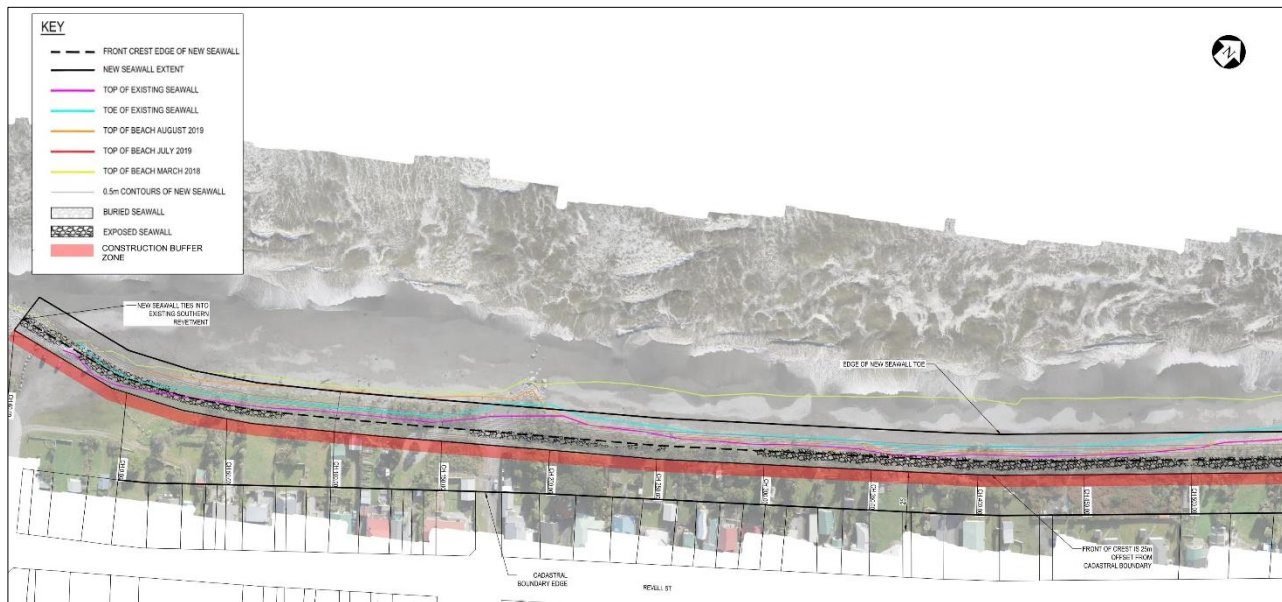 KEY
FRONT CREST EDGE OF NEW SEAWALL
NEW SEAWALL EXTENT
TOP OF EXISTING SEAWALL
TOE OF EXISTING SEAWALL
TOP OF BEACH AUGUST 2019
TOP OF BEACH JULY 2019
TOP OF BEACH MARCH 2018
0.5m CONTOURS OF NEW SEAWALL
BURIED SEAWALL
EXPOSED SEAWALL
CONSTRUCTION BUFFER
ZONE
N
NEW SEAWALL TIES INTO
EXISTING SOUTHERN
REVETMENT
EDGE OF NEW SEAWALL TOE
FRONT OF CREST IS 25m
OFFSET FROM
CADASTRAL BOUNDARY
CADASTRAL
BOUNDARY EDGE
REVELL ST